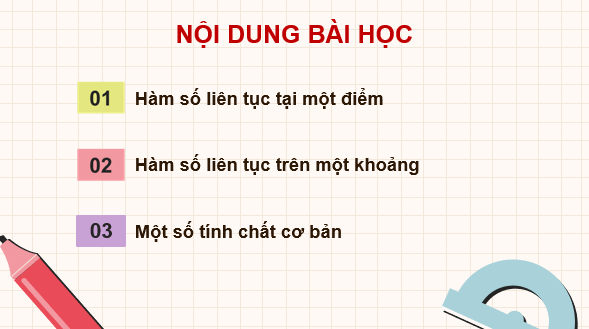 NỘI DUNG BÀI HỌC
01 Hàm số liên tục tại một điểm
02 Hàm số liên tục trên một khoảng
03 Một số tính chất cơ bản